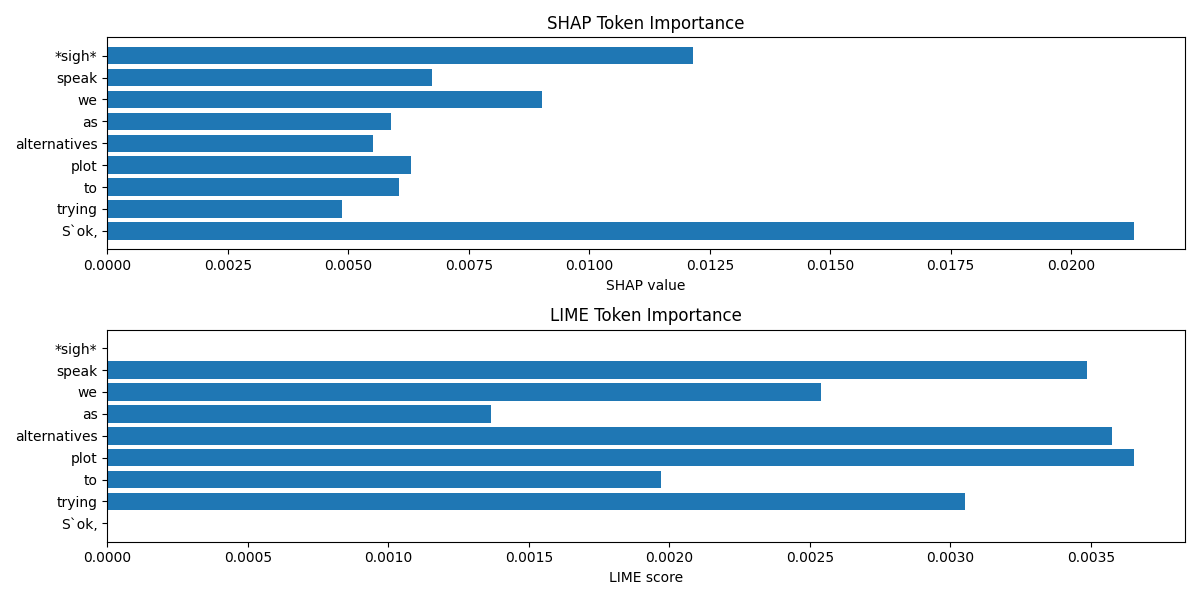 SHAP Token Importance
*sigh*
speak
we
as
alternatives
plot
to
trying
S`ok,
0.0000 0.0025 0.0050 0.0075 0.0100 0.0125 0.0150 0.0175 0.0200
SHAP value
LIME Token Importance
*sigh*
speak
we
as
alternatives
plot
to
trying
S`ok,
0.0000 0.0005 0.0010 0.0015 0.0020 0.0025 0.0030 0.0035
LIME score